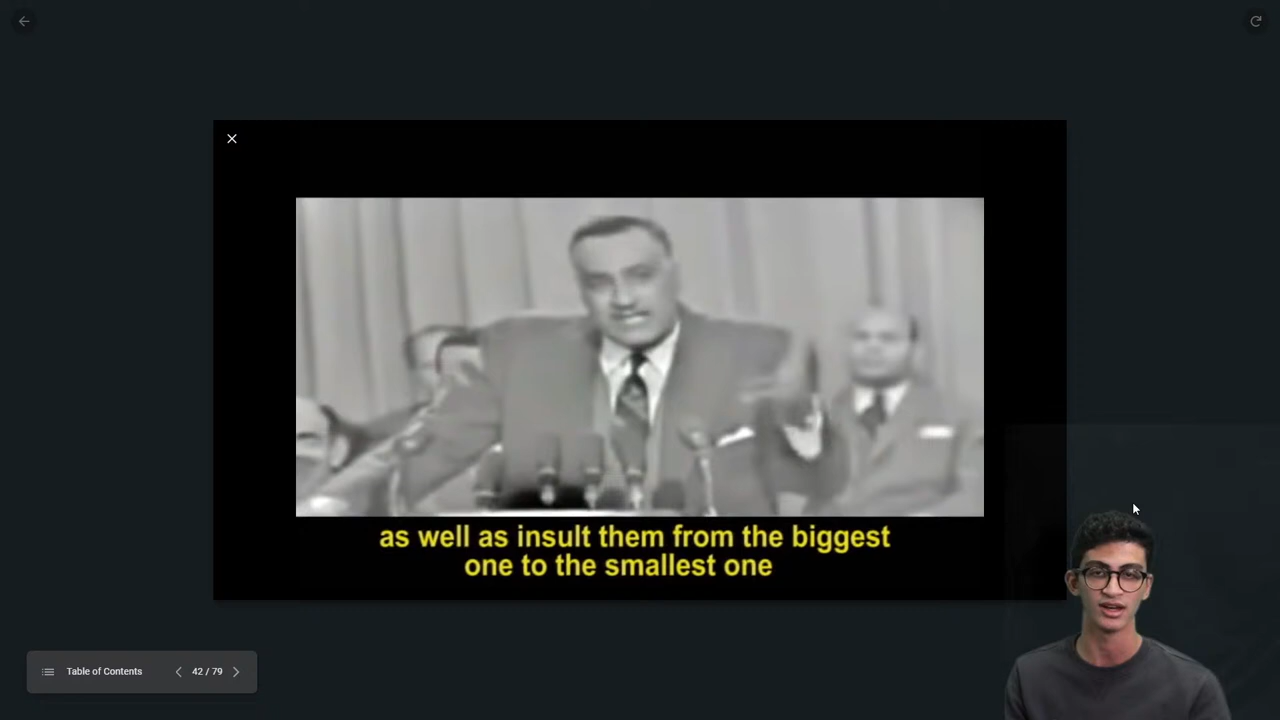 as well as insult them from the biggest
one to the smallest one
Table of Contents
42 / 79